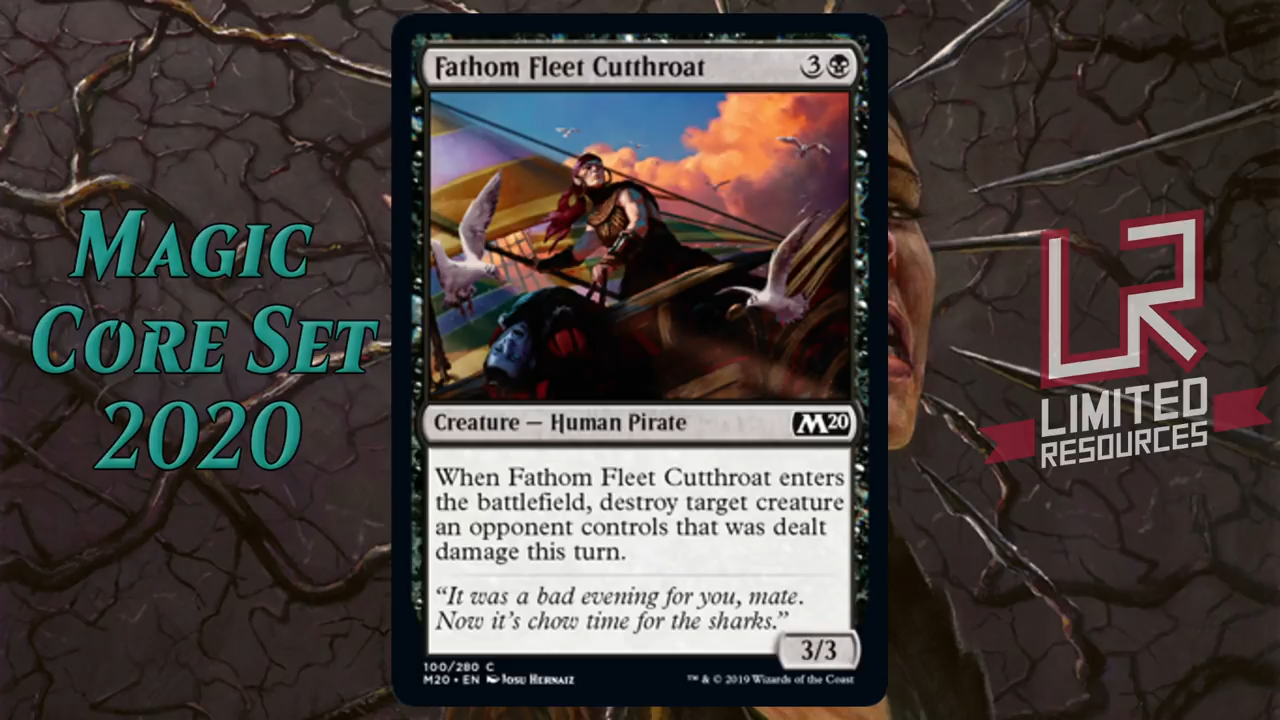 Magic
Core Set
2020
Fathom Fleet Cutthroat 3
Creature — Human Pirate M20
When Fathom Fleet Cutthroat enters
the battlefield, destroy target creature
an opponent controls that was dealt
damage this turn.
“It was a bad evening for you, mate.
Now it’s chow time for the sharks.”
3/3
100/280 C
M20 • EN Josu Hernaiz
™ & © 2019 Wizards of the Coast
LR
LIMITED
RESOURCES